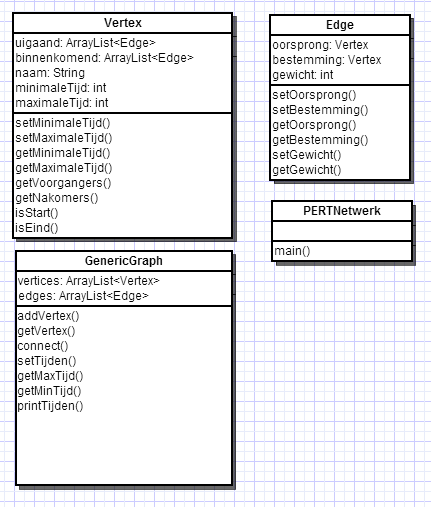 Vertex
uigaand: ArrayList<Edge>
binnenkomend: ArrayList<Edge>
naam: String
minimaleTijd: int
maximaleTijd: int
setMinimaleTijd()
setMaximaleTijd()
getMinimaleTijd()
getMaximaleTijd()
getVoorgangers()
getNakomers()
isStart()
isEind()
Edge
oorsprong: Vertex
bestemming: Vertex
gewicht: int
setOorsprong()
setBestemming()
getOorsprong()
getBestemming()
setGewicht()
getGewicht()
PERTNetwerk
main()
GenericGraph
vertices: ArrayList<Vertex>
edges: ArrayList<Edge>
addVertex()
getVertex()
connect()
setTijden()
getMaxTijd()
getMinTijd()
printTijden()